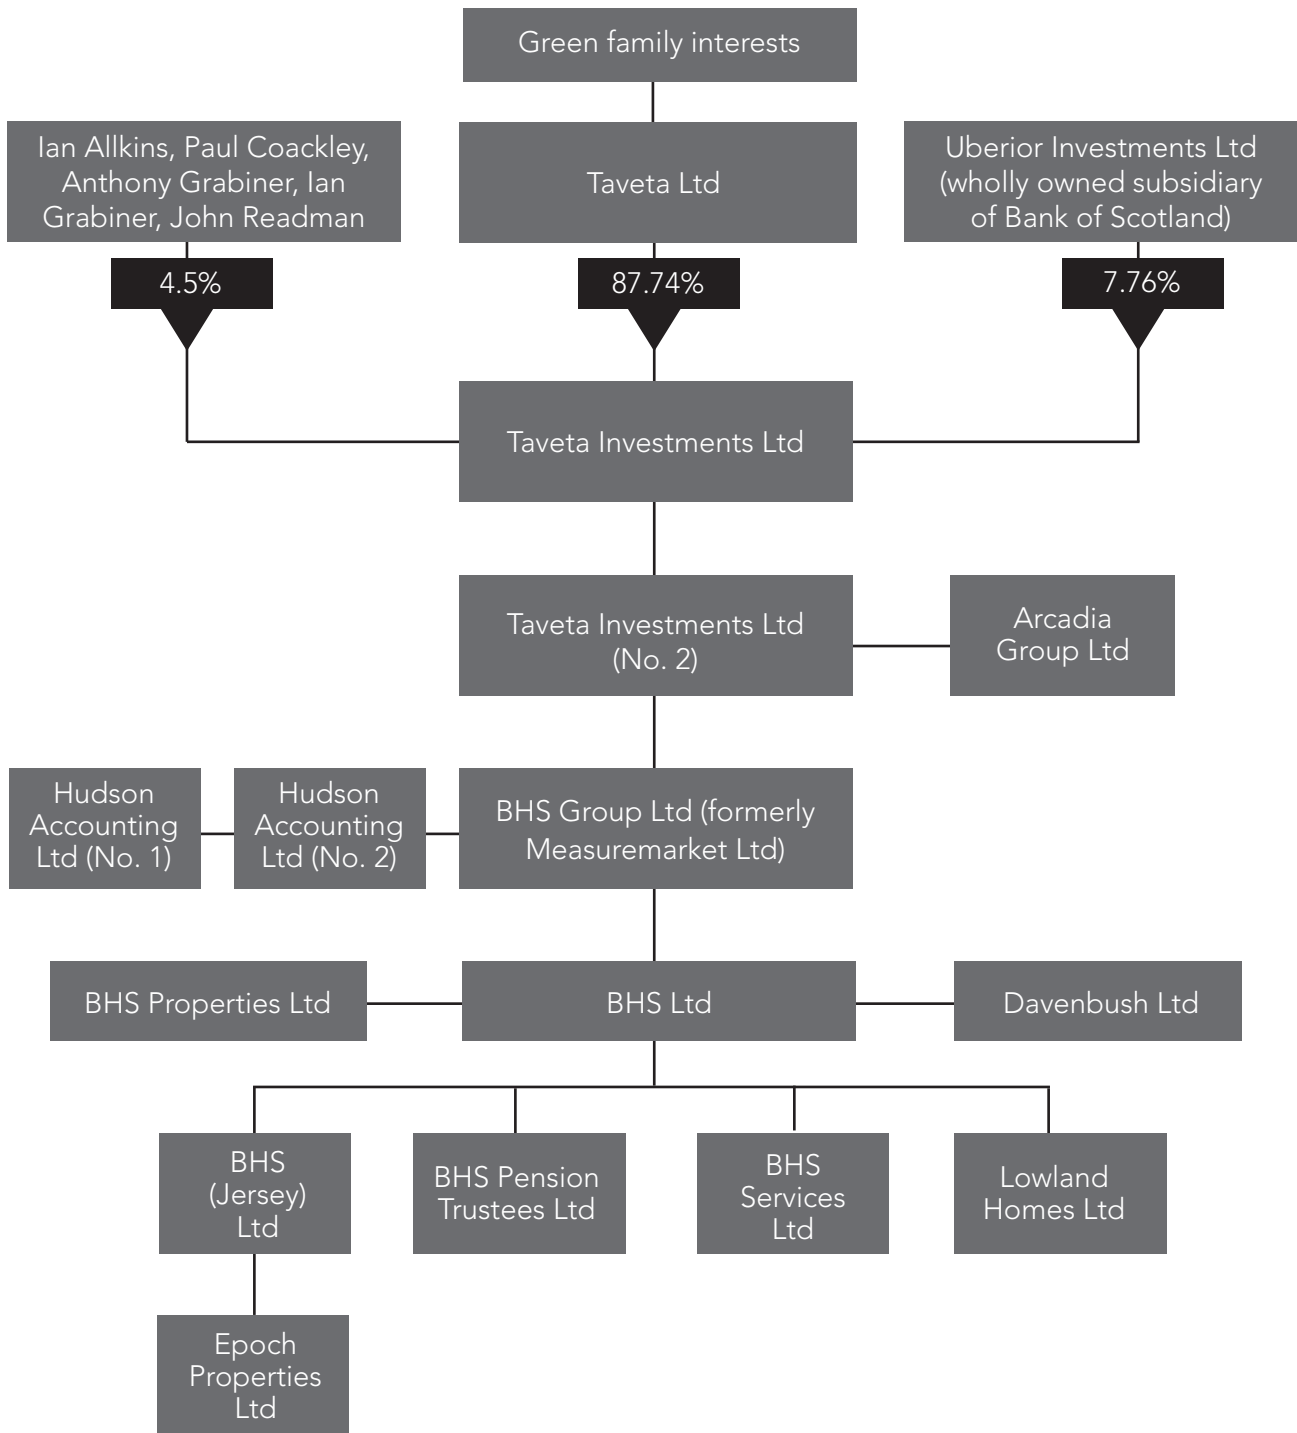 Green family interests
Ian Allkins, Paul Coackley,
Anthony Grabiner, Ian
Grabiner, John Readman
Taveta Ltd
Uberior Investments Ltd
(wholly owned subsidiary
of Bank of Scotland)
4.5%
87.74%
7.76%
Taveta Investments Ltd
Taveta Investments Ltd
(No. 2)
Arcadia
Group Ltd
Hudson
Accounting
Ltd (No. 1)
Hudson
Accounting
Ltd (No. 2)
BHS Group Ltd (formerly
Measuremarket Ltd)
BHS Properties Ltd
BHS Ltd
Davenbush Ltd
BHS
(Jersey)
Ltd
BHS Pension
Trustees Ltd
BHS
Services
Ltd
Lowland
Homes Ltd
Epoch
Properties
Ltd